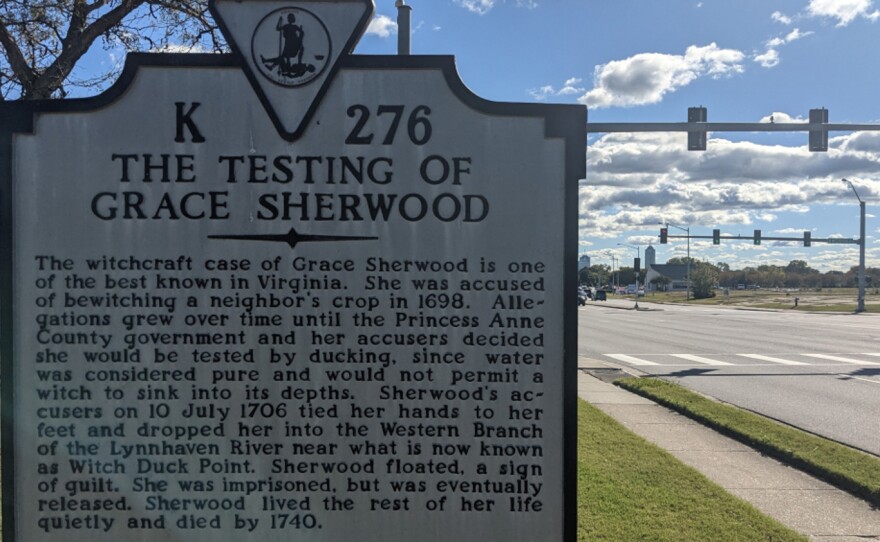 K 276
THE TESTING OF
GRACE SHERWOOD
The witchcraft case of Grace Sherwood is one
of the best known in Virginia. She was accused
of bewitching a neighbor's crop in 1698. Alle-
gations grew over time until the Princess Anne
County government and her accusers decided
she would be tested by ducking, since water
was considered pure and would not permit a
witch to sink into its depths. Sherwood's ac-
cusers on 10 July 1706 tied her hands to her
feet and dropped her into the Western Branch
of the Lynnhaven River near what is now known
as Witch Duck Point. Sherwood floated, a sign
of guilt. She was imprisoned, but was eventually
released. Sherwood lived the rest of her life
quietly and died by 1740.